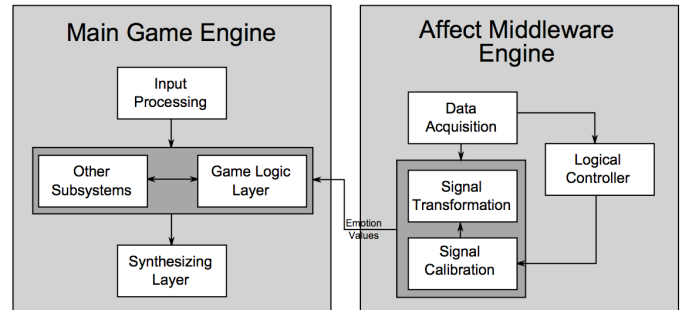 Main Game Engine
Input
Processing
Other
Subsystems
Game Logic
Layer
Synthesizing
Layer
Emotion
Values
Affect Middleware
Engine
Data
Acquisition
Logical
Controller
Signal
Transformation
Signal
Calibration